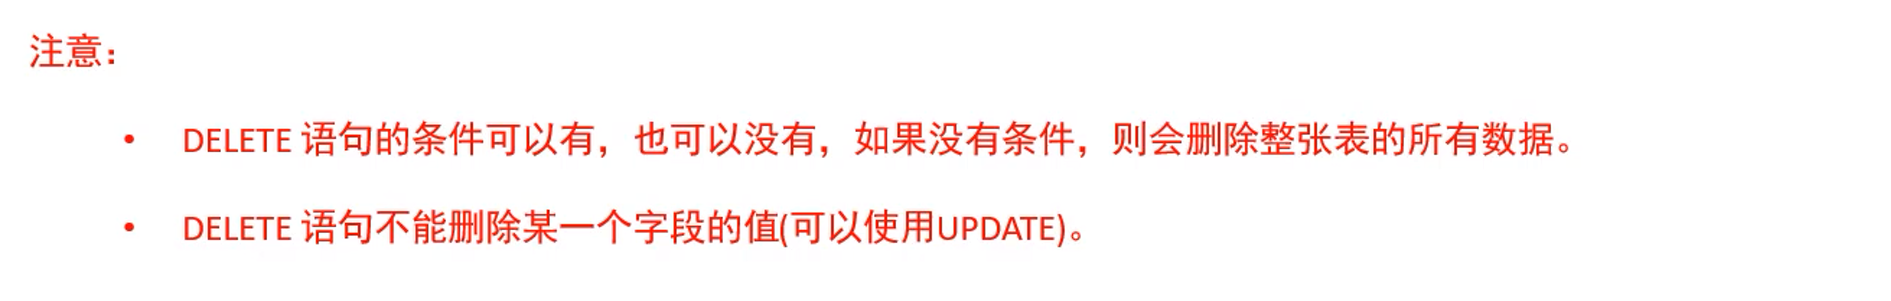 注意：
• DELETE 语句的条件可以有，也可以没有，如果没有条件，则会删除整张表的所有数据。
• DELETE 语句不能删除某一个字段的值(可以使用UPDATE)。